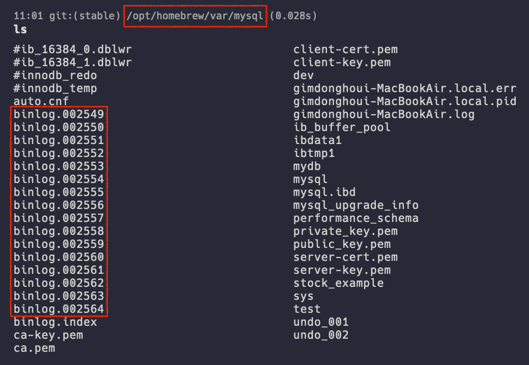 11:01 git:(stable) /opt/homebrew/var/mysql (0.028s)
ls
#ib_16384_0.dblwr
#ib_16384_1.dblwr
#innodb_redo
#innodb_temp
auto.cnf
binlog.002549
binlog.002550
binlog.002551
binlog.002552
binlog.002553
binlog.002554
binlog.002555
binlog.002556
binlog.002557
binlog.002558
binlog.002559
binlog.002560
binlog.002561
binlog.002562
binlog.002563
binlog.002564
binlog.index
ca-key.pem
ca.pem
client-cert.pem
client-key.pem
dev
gimdonghoui-MacBookAir.local.err
gimdonghoui-MacBookAir.local.pid
gimdonghoui-MacBookAir.log
ib_buffer_pool
ibdata1
ibtmp1
mydb
mysql
mysql.ibd
mysql_upgrade_info
performance_schema
private_key.pem
public_key.pem
server-cert.pem
server-key.pem
stock_example
sys
test
undo_001
undo_002